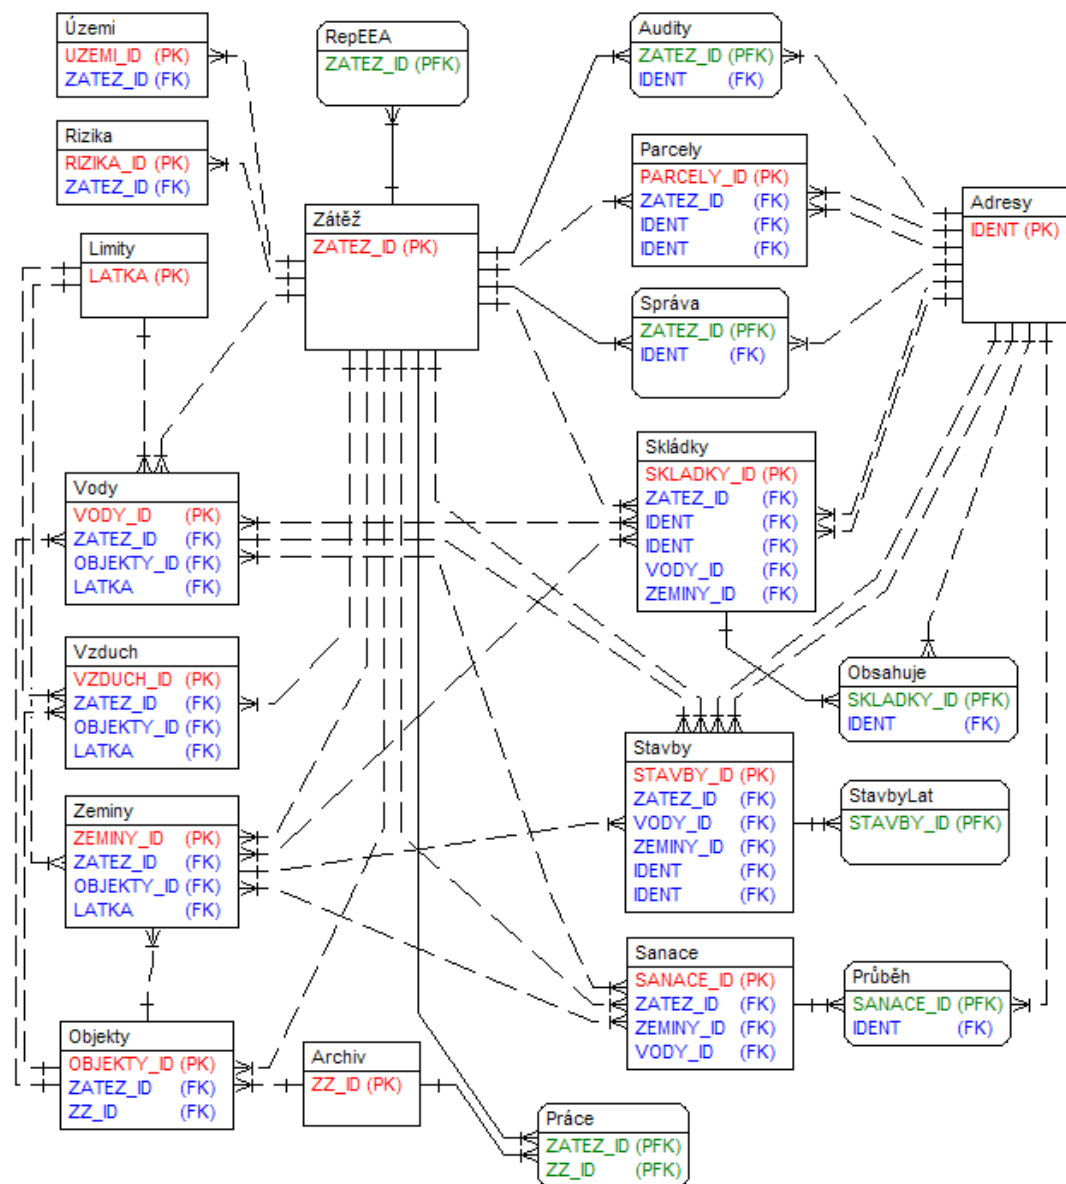 Území
UZEMI_ID (PK)
ZATEZ_ID (FK)
RepEEA
ZATEZ_ID (PFK)
Audity
ZATEZ_ID (PFK)
IDENT (FK)
Rizika
RIZIKA_ID (PK)
ZATEZ_ID (FK)
Parcely
PARCELY_ID (PK)
ZATEZ_ID (FK)
IDENT (FK)
IDENT (FK)
Adresy
IDENT (PK)
Zátěž
ZATEZ_ID (PK)
Limity
LATKA (PK)
Správa
ZATEZ_ID (PFK)
IDENT (FK)
Skládky
SKLADKY_ID (PK)
ZATEZ_ID (FK)
IDENT (FK)
IDENT (FK)
VODY_ID (FK)
ZEMINY_ID (FK)
Vody
VODY_ID (PK)
ZATEZ_ID (FK)
OBJEKTY_ID (FK)
LATKA (FK)
Vzduch
VZDUCH_ID (PK)
ZATEZ_ID (FK)
OBJEKTY_ID (FK)
LATKA (FK)
Obsahuje
SKLADKY_ID (PFK)
IDENT (FK)
Stavby
STAVBY_ID (PK)
ZATEZ_ID (FK)
VODY_ID (FK)
ZEMINY_ID (FK)
IDENT (FK)
IDENT (FK)
StavbyLat
STAVBY_ID (PFK)
Zeminy
ZEMINY_ID (PK)
ZATEZ_ID (FK)
OBJEKTY_ID (FK)
LATKA (FK)
Sanace
SANACE_ID (PK)
ZATEZ_ID (FK)
ZEMINY_ID (FK)
VODY_ID (FK)
Průběh
SANACE_ID (PFK)
IDENT (FK)
Objekty
OBJEKTY_ID (PK)
ZATEZ_ID (FK)
ZZ_ID (FK)
Archiv
ZZ_ID (PK)
Práce
ZATEZ_ID (PFK)
ZZ_ID (PFK)